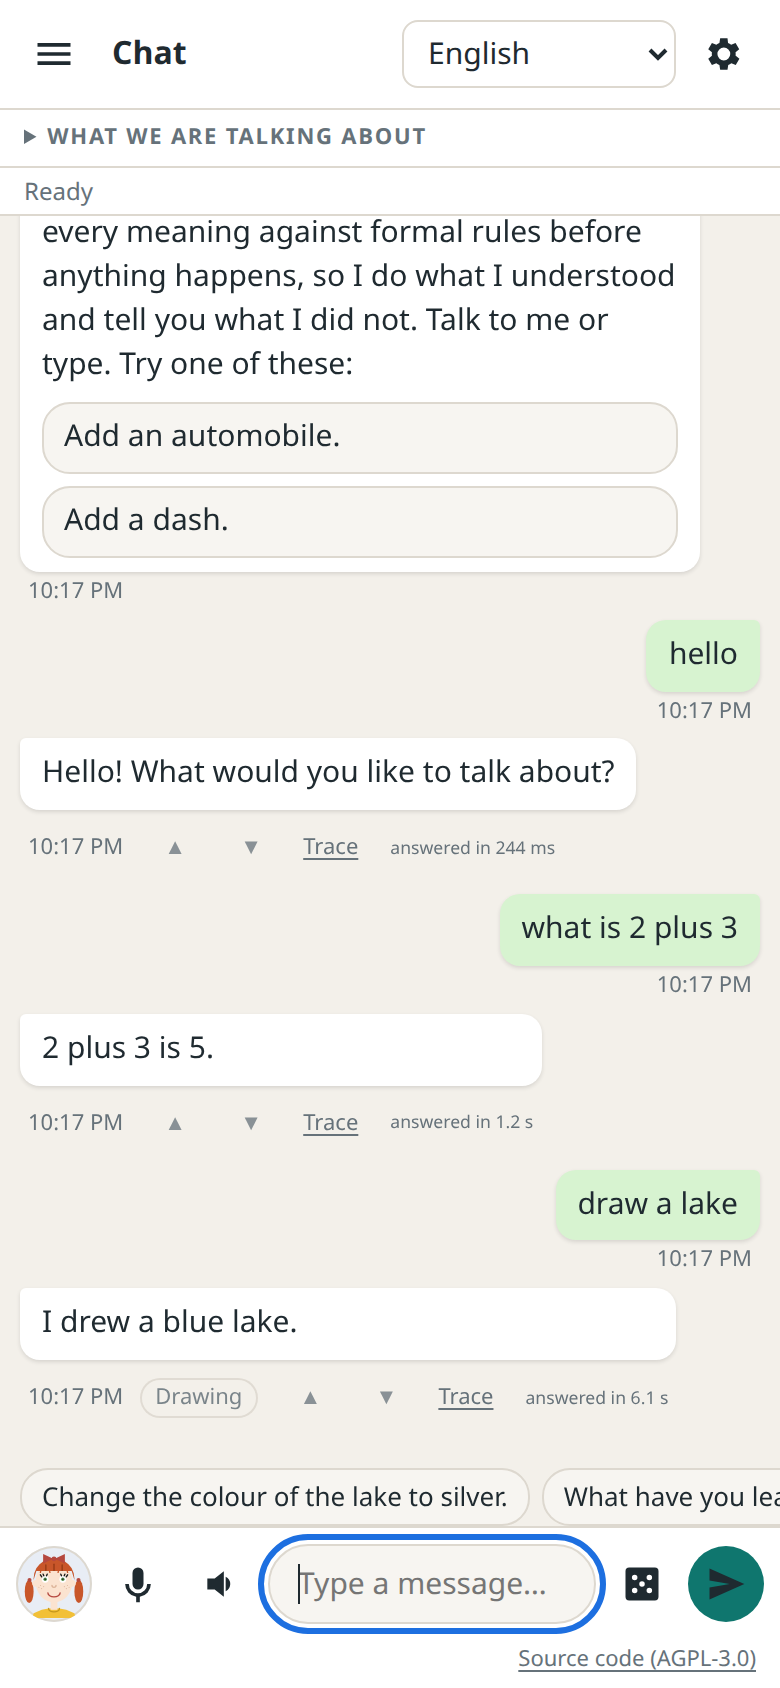 Chat
English
WHAT WE ARE TALKING ABOUT
Ready
every meaning against formal rules before
anything happens, so I do what I understood
and tell you what I did not. Talk to me or
type. Try one of these:
Add an automobile.
Add a dash.
10:17 PM
hello
10:17 PM
Hello! What would you like to talk about?
10:17 PM ▲ ▼ Trace answered in 244 ms
what is 2 plus 3
10:17 PM
2 plus 3 is 5.
10:17 PM ▲ ▼ Trace answered in 1.2 s
draw a lake
10:17 PM
I drew a blue lake.
10:17 PM Drawing ▲ ▼ Trace answered in 6.1 s
Change the colour of the lake to silver.
What have you
Type a message...
Source code (AGPL-3.0)